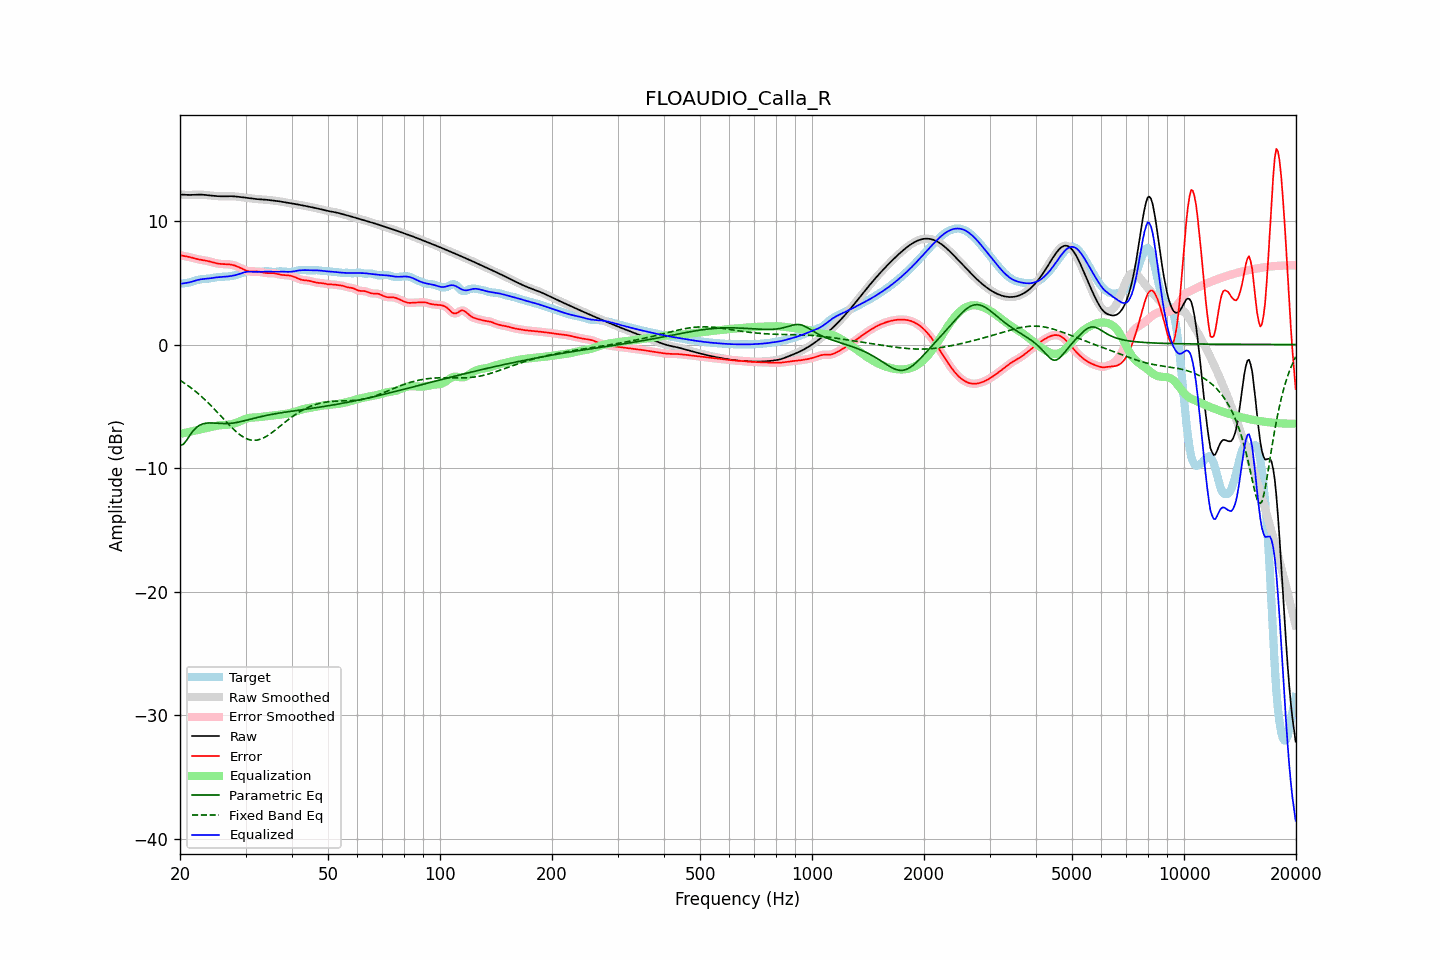 FLOAUDIO_Calla_R
Amplitude (dBr)
10
0
−10
−20
−30
−40
Target
Raw Smoothed
Error Smoothed
Raw
Error
Equalization
Parametric Eq
Fixed Band Eq
Equalized
20 50 100 200 500 1000 2000 5000 10000 20000
Frequency (Hz)